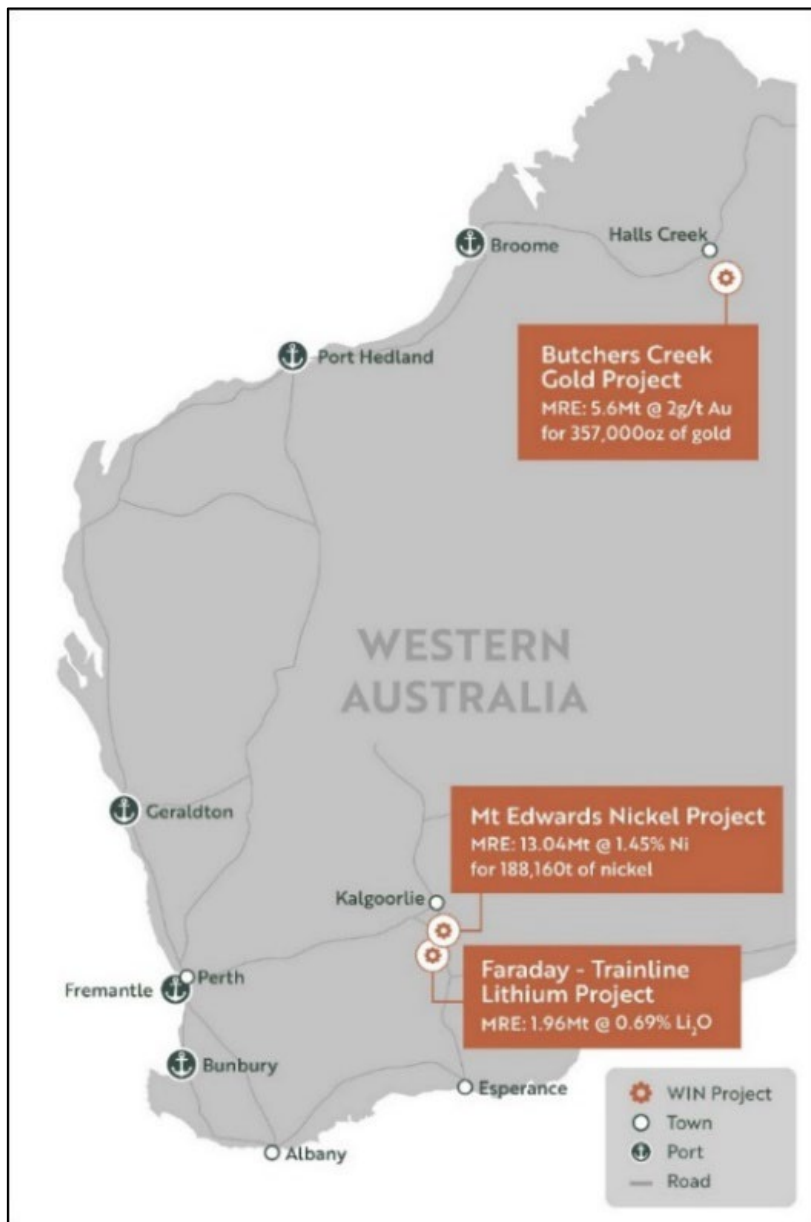 Broome
Halls Creek
Port Hedland
Butchers Creek
Gold Project
MRE: 5.6Mt @ 2g/t Au
for 357,000oz of gold
WESTERN
AUSTRALIA
Geraldton
Mt Edwards Nickel Project
MRE: 13.04Mt @ 1.45% Ni
for 188,160t of nickel
Kalgoorlie
Perth
Fremantle
Faraday - Trainline
Lithium Project
MRE: 1.96Mt @ 0.69% Li₂O
Bunbury
Esperance
Albany
WIN Project
Town
Port
Road